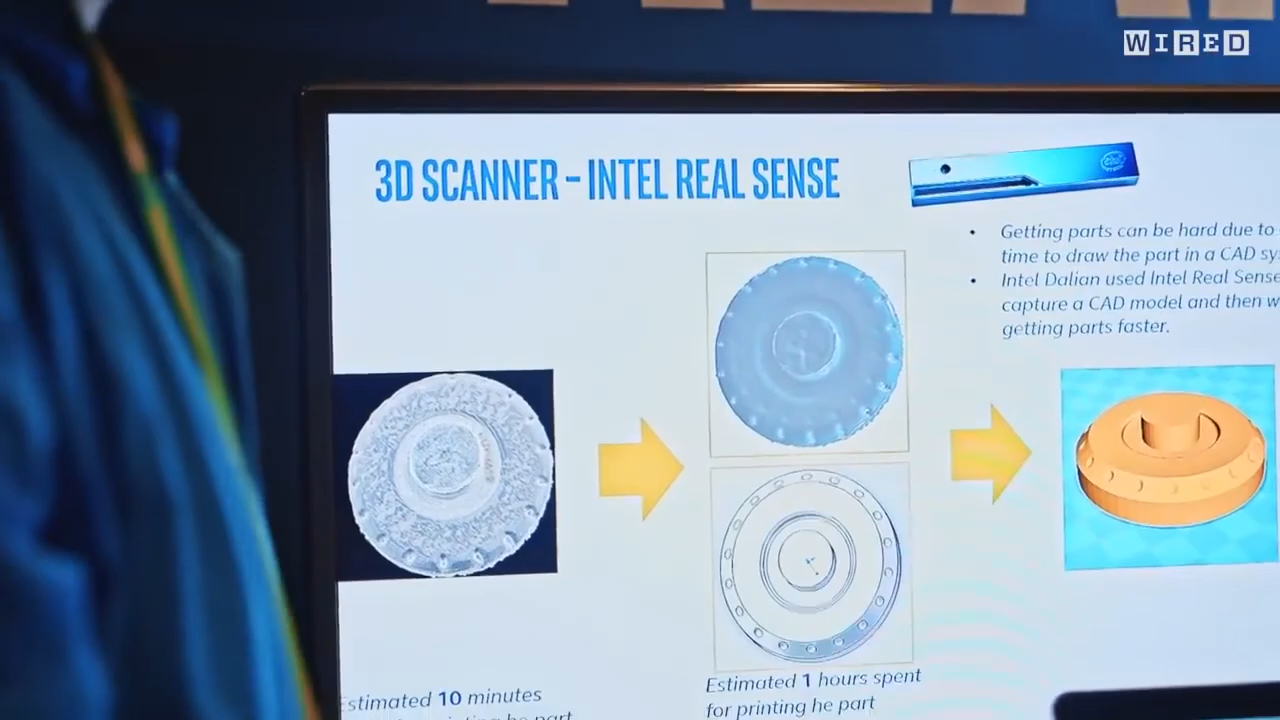 WIRED
3D SCANNER – INTEL REAL SENSE
intel
• Getting parts can be hard due to
time to draw the part in a CAD
• Intel Dalian used Intel Real Sense
capture a CAD model and then
getting parts faster.
Estimated 10 minutes
Estimated 1 hours spent
for printing he part